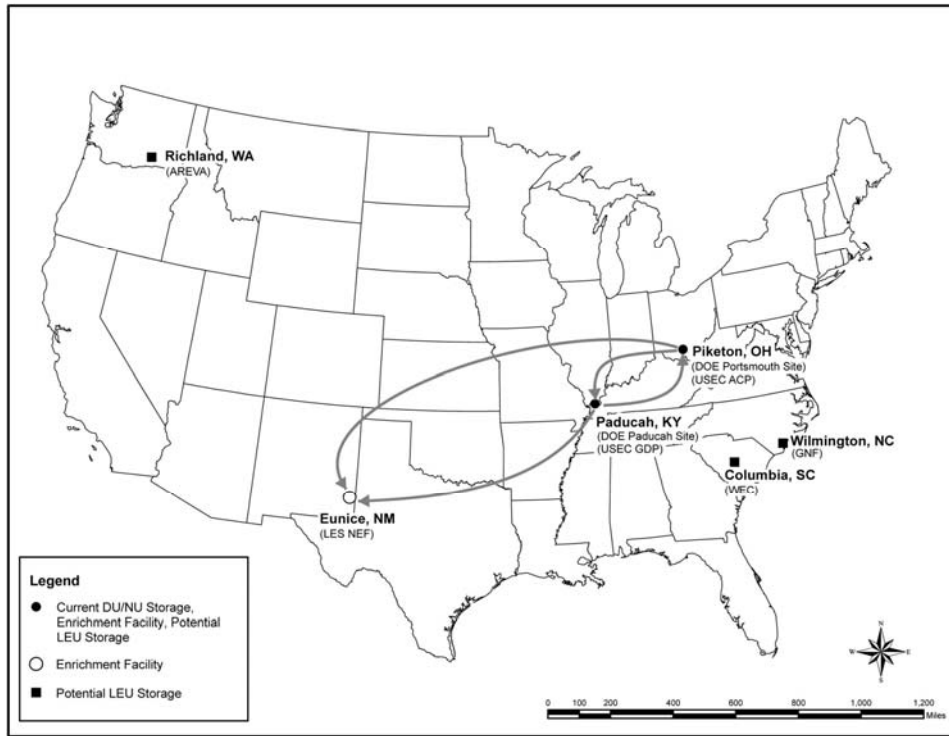 Richland, WA
(AREVA)
Piketon, OH
(DOE Portsmouth Site)
(USEC ACP)
Paducah, KY
(DOE Paducah Site)
(USEC GDP)
Wilmington, NC
(GNF)
Columbia, SC
(WEC)
Eunice, NM
(LES NEF)
Legend
Current DU/NU Storage,
Enrichment Facility, Potential
LEU Storage
Enrichment Facility
Potential LEU Storage
N
W E
S
0 200 400 600 800 1,000 1,200
Miles